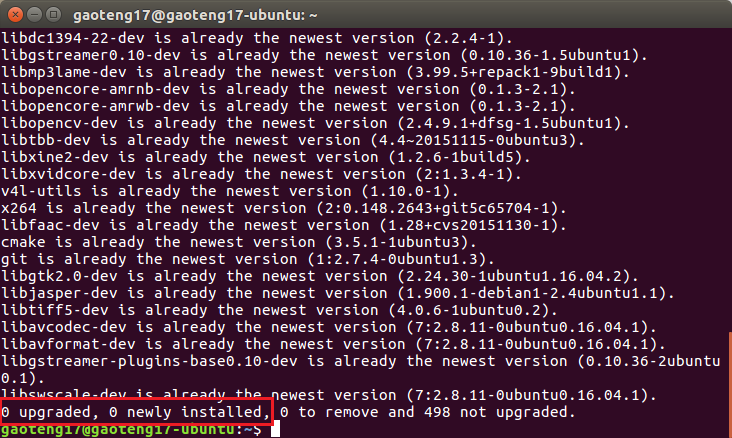 gaoteng17@gaoteng17-ubuntu: ~
libdc1394-22-dev is already the newest version (2.2.4-1).
libgstreamer0.10-dev is already the newest version (0.10.36-1.5ubuntu1).
libmp3lame-dev is already the newest version (3.99.5+repack1-9build1).
libopencore-amrnb-dev is already the newest version (0.1.3-2.1).
libopencore-amrwb-dev is already the newest version (0.1.3-2.1).
libopencv-dev is already the newest version (2.4.9.1+dfsg-1.5ubuntu1).
libtbb-dev is already the newest version (4.4~20151115-0ubuntu3).
libxine2-dev is already the newest version (1.2.6-1build5).
libxvidcore-dev is already the newest version (2:1.3.4-1).
v4l-utils is already the newest version (1.10.0-1).
x264 is already the newest version (2:0.148.2643+git5c65704-1).
libfaac-dev is already the newest version (1.28+cvs20151130-1).
cmake is already the newest version (3.5.1-1ubuntu3).
git is already the newest version (1:2.7.4-0ubuntu1.3).
libgtk2.0-dev is already the newest version (2.24.30-1ubuntu1.16.04.2).
libjasper-dev is already the newest version (1.900.1-debian1-2.4ubuntu1.1).
libtiff5-dev is already the newest version (4.0.6-1ubuntu0.2).
libavcodec-dev is already the newest version (7:2.8.11-0ubuntu0.16.04.1).
libavformat-dev is already the newest version (7:2.8.11-0ubuntu0.16.04.1).
libgstreamer-plugins-base0.10-dev is already the newest version (0.10.36-2ubuntu
0.1).
libswscale-dev is already the newest version (7:2.8.11-0ubuntu0.16.04.1).
0 upgraded, 0 newly installed, 0 to remove and 498 not upgraded.
gaoteng17@gaoteng17-ubuntu:~$